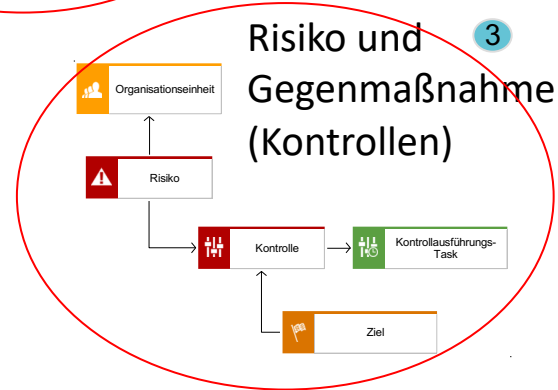 Risiko und
3
Gegenmaßnahme
(Kontrollen)
Organisationseinheit
Risiko
Kontrolle
Kontrollausführungs-
Task
Ziel